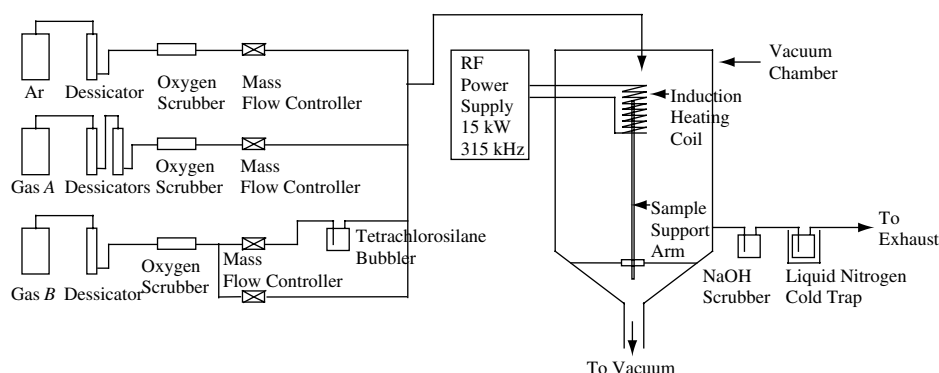 Ar
Dessicator
Oxygen
Scrubber
Mass
Flow Controller
Gas A
Dessicators
Oxygen
Scrubber
Mass
Flow Controller
Gas B
Dessicator
Oxygen
Scrubber
Mass
Flow Controller
Tetrachlorosilane
Bubbler
RF
Power
Supply
15 kW
315 kHz
Vacuum
Chamber
Induction
Heating
Coil
Sample
Support
Arm
To
Exhaust
NaOH
Scrubber
Liquid Nitrogen
Cold Trap
To Vacuum